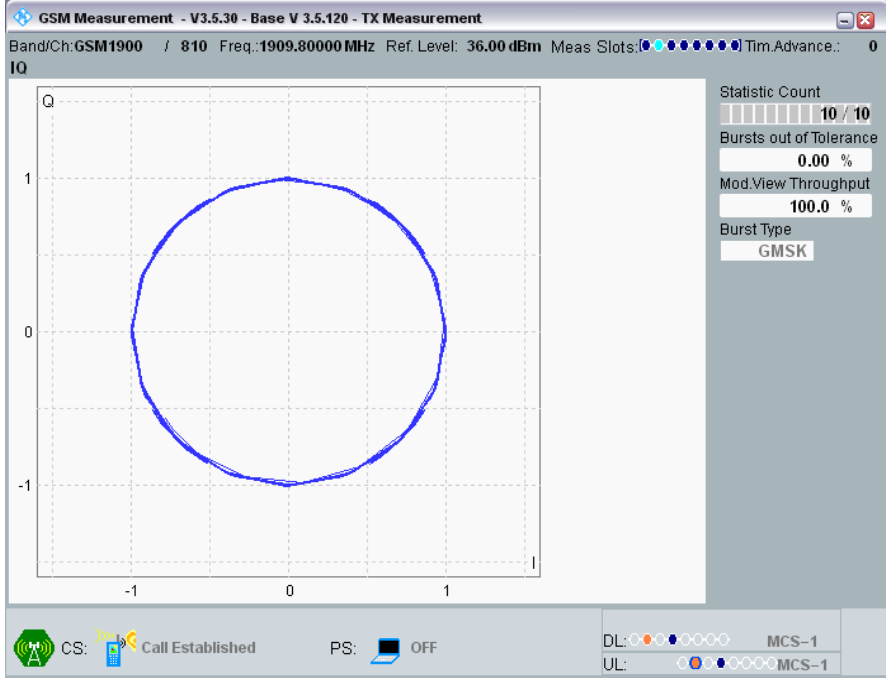 GSM Measurement - V3.5.30 - Base V 3.5.120 - TX Measurement
Band/Ch:GSM1900 / 810 Freq.:1909.80000 MHz Ref. Level: 36.00 dBm Meas Slots:[ ] Tim.Advance.: 0
IQ
Statistic Count
10 / 10
Bursts out of Tolerance
0.00 %
Mod.View Throughput
100.0 %
Burst Type
GMSK
Q
1
0
-1
I
-1 0 1
CS: Call Established PS: OFF
DL: MCS-1
UL: MCS-1